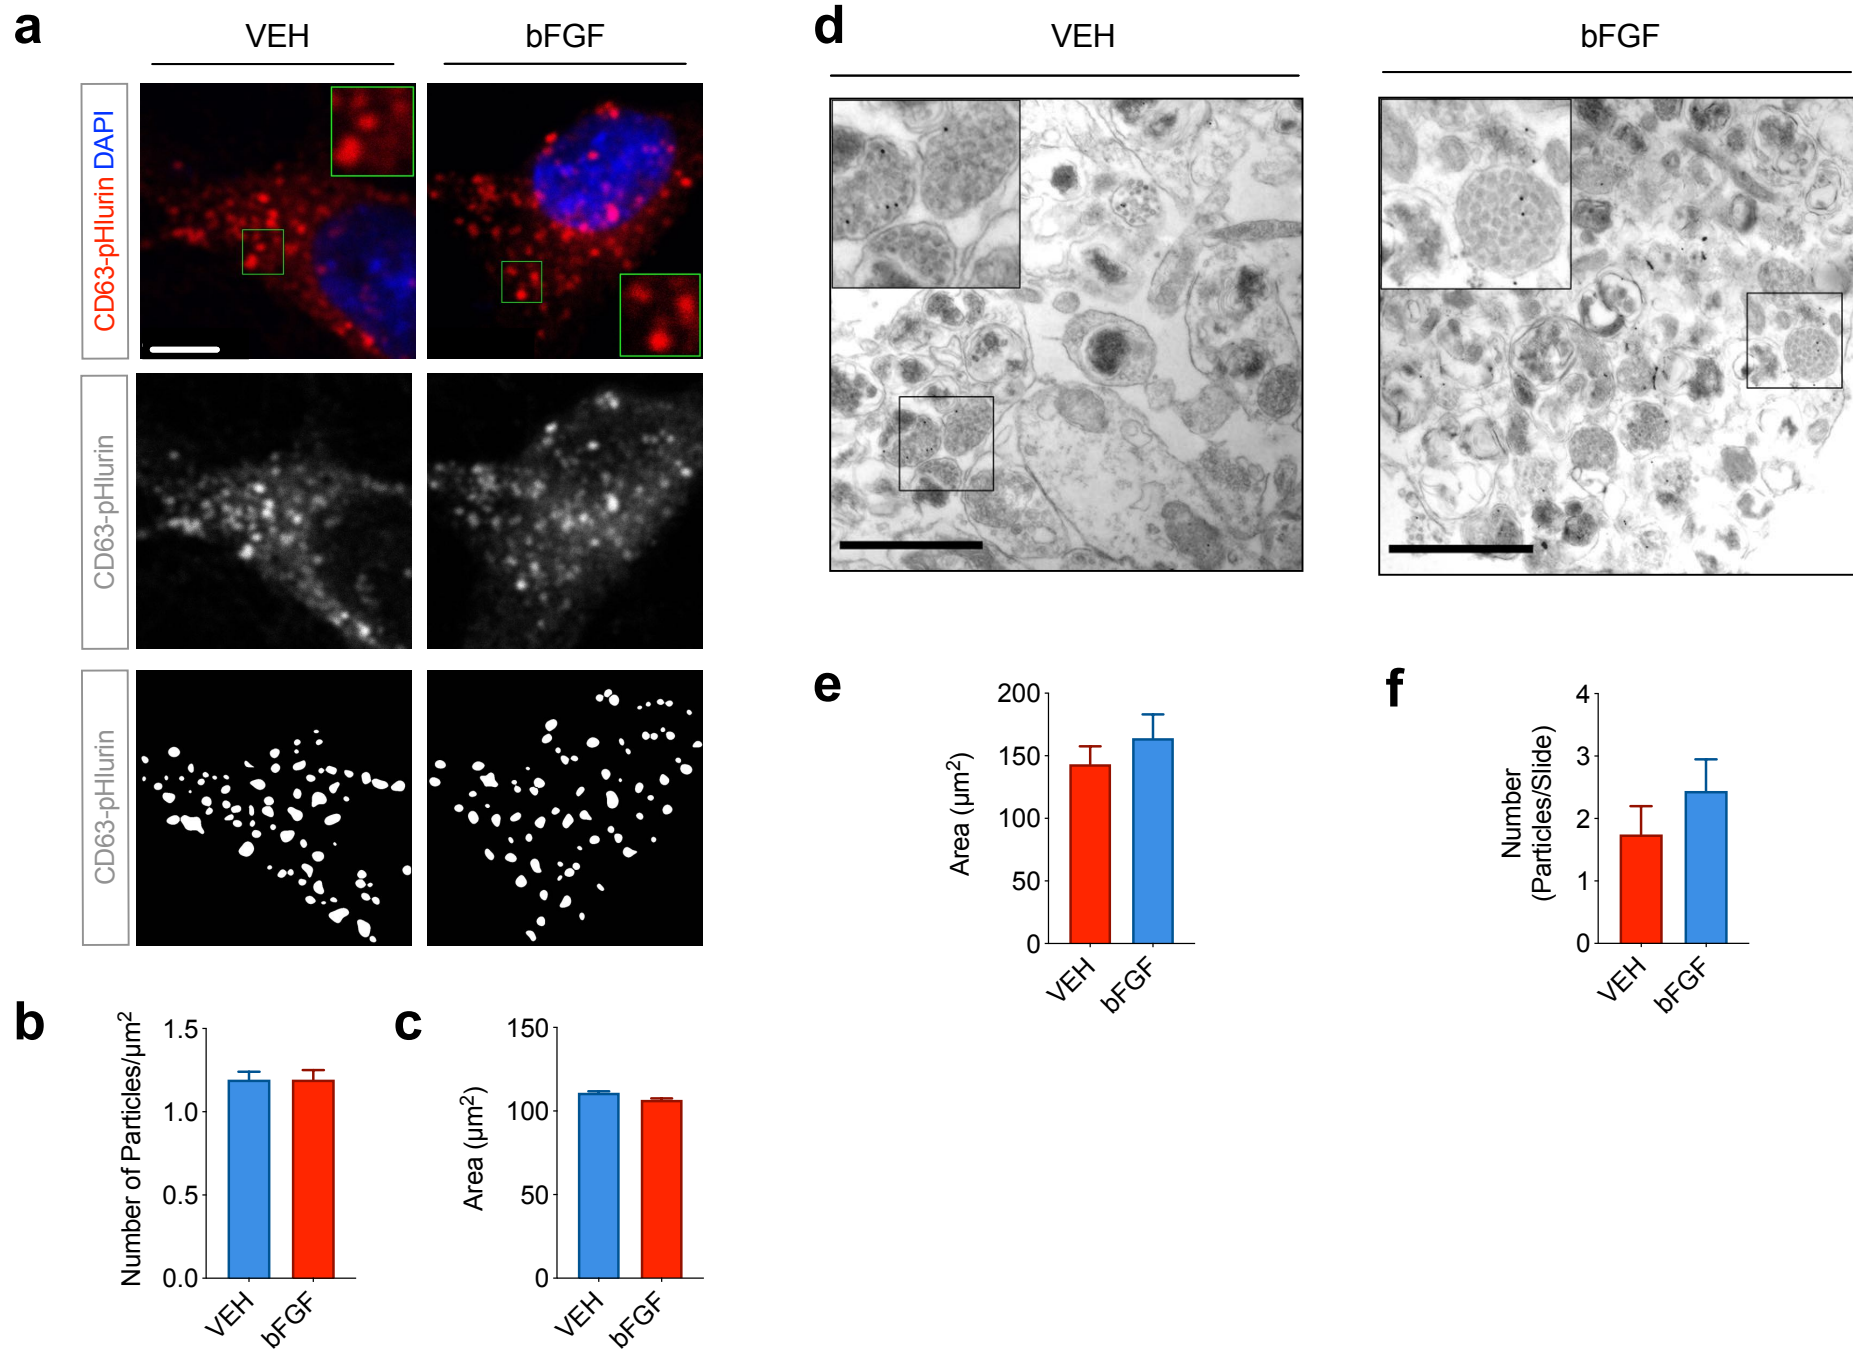 a
VEH
bFGF
CD63-pHlurin DAPI
CD63-pHlurin
CD63-pHlurin
b
Number of Particles/µm²
1.5
1.0
0.5
0.0
VEH
bFGF
c
Area (µm²)
150
100
50
0
VEH
bFGF
d
VEH
bFGF
e
Area (µm²)
200
150
100
50
0
VEH
bFGF
f
Number
(Particles/Slide)
4
3
2
1
0
VEH
bFGF